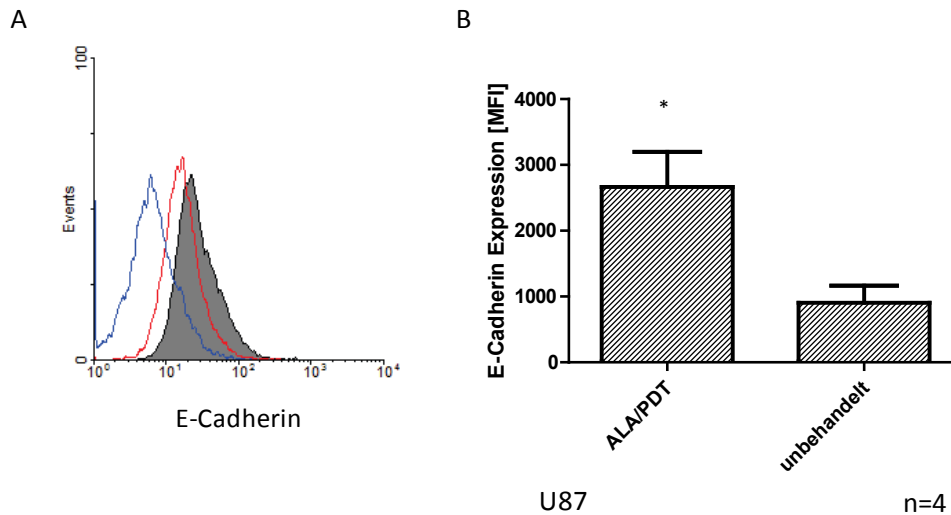 A
100
Events
0
10^0 10^1 10^2 10^3 10^4
E-Cadherin
B
E-Cadherin Expression [MFI]
4000
3000
2000
1000
0
*
ALA/PDT
unbehandelt
U87
n=4